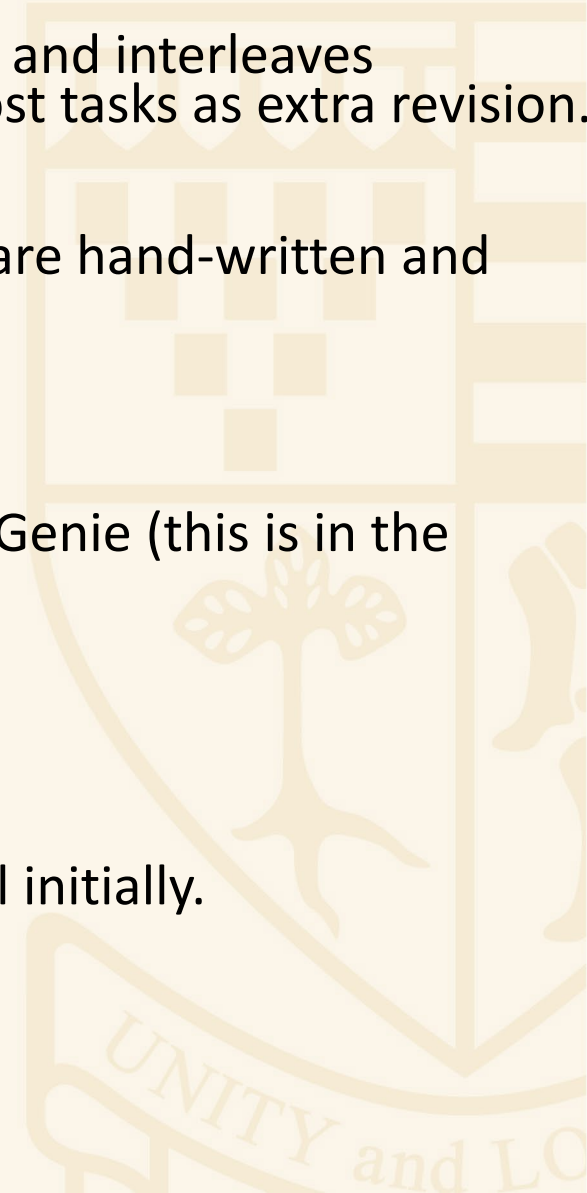 and interleaves
st tasks as extra revision.
are hand-written and
Genie (this is in the
l initially.
UNITY and LO